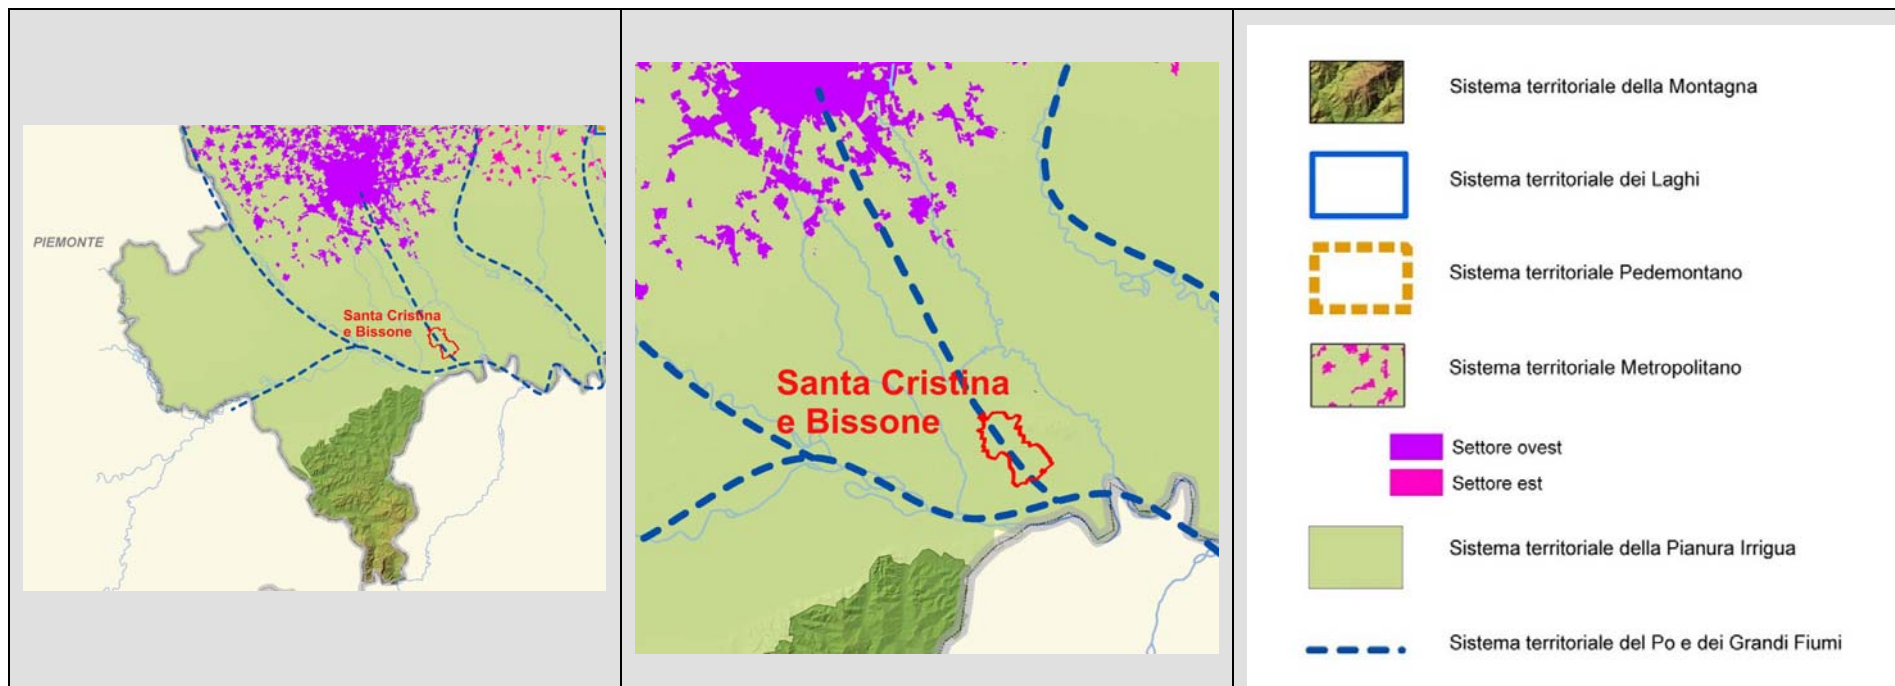 PIEMONTE
Santa Cristina
e Bissone
Santa Cristina
e Bissone
Sistema territoriale della Montagna
Sistema territoriale dei Laghi
Sistema territoriale Pedemontano
Sistema territoriale Metropolitano
Settore ovest
Settore est
Sistema territoriale della Pianura Irrigua
Sistema territoriale del Po e dei Grandi Fiumi